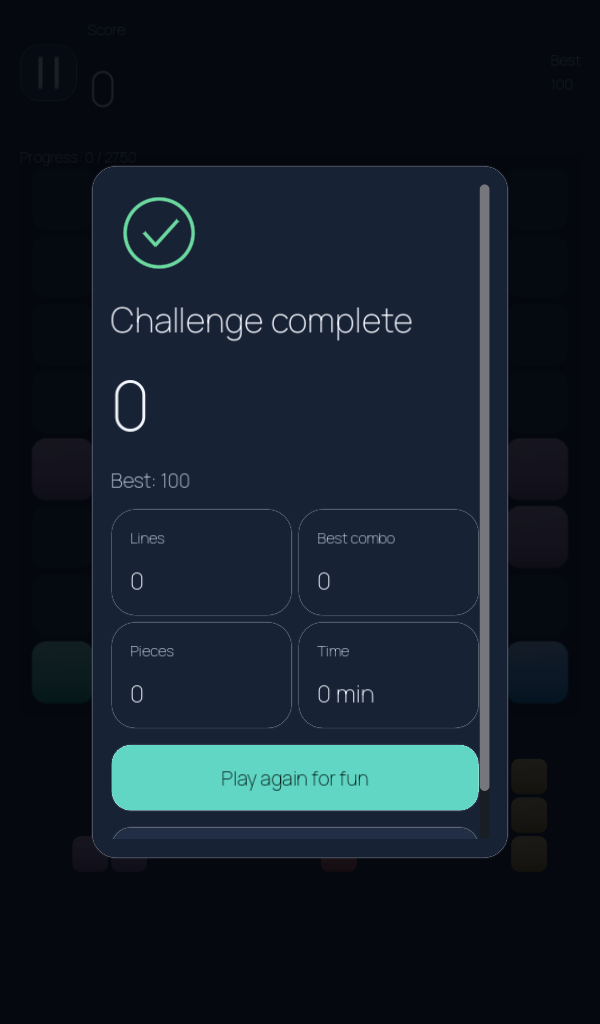 Score
0
Best
100
Progress: 0 / 2750
Challenge complete
0
Best: 100
Lines
0
Best combo
0
Pieces
0
Time
0 min
Play again for fun